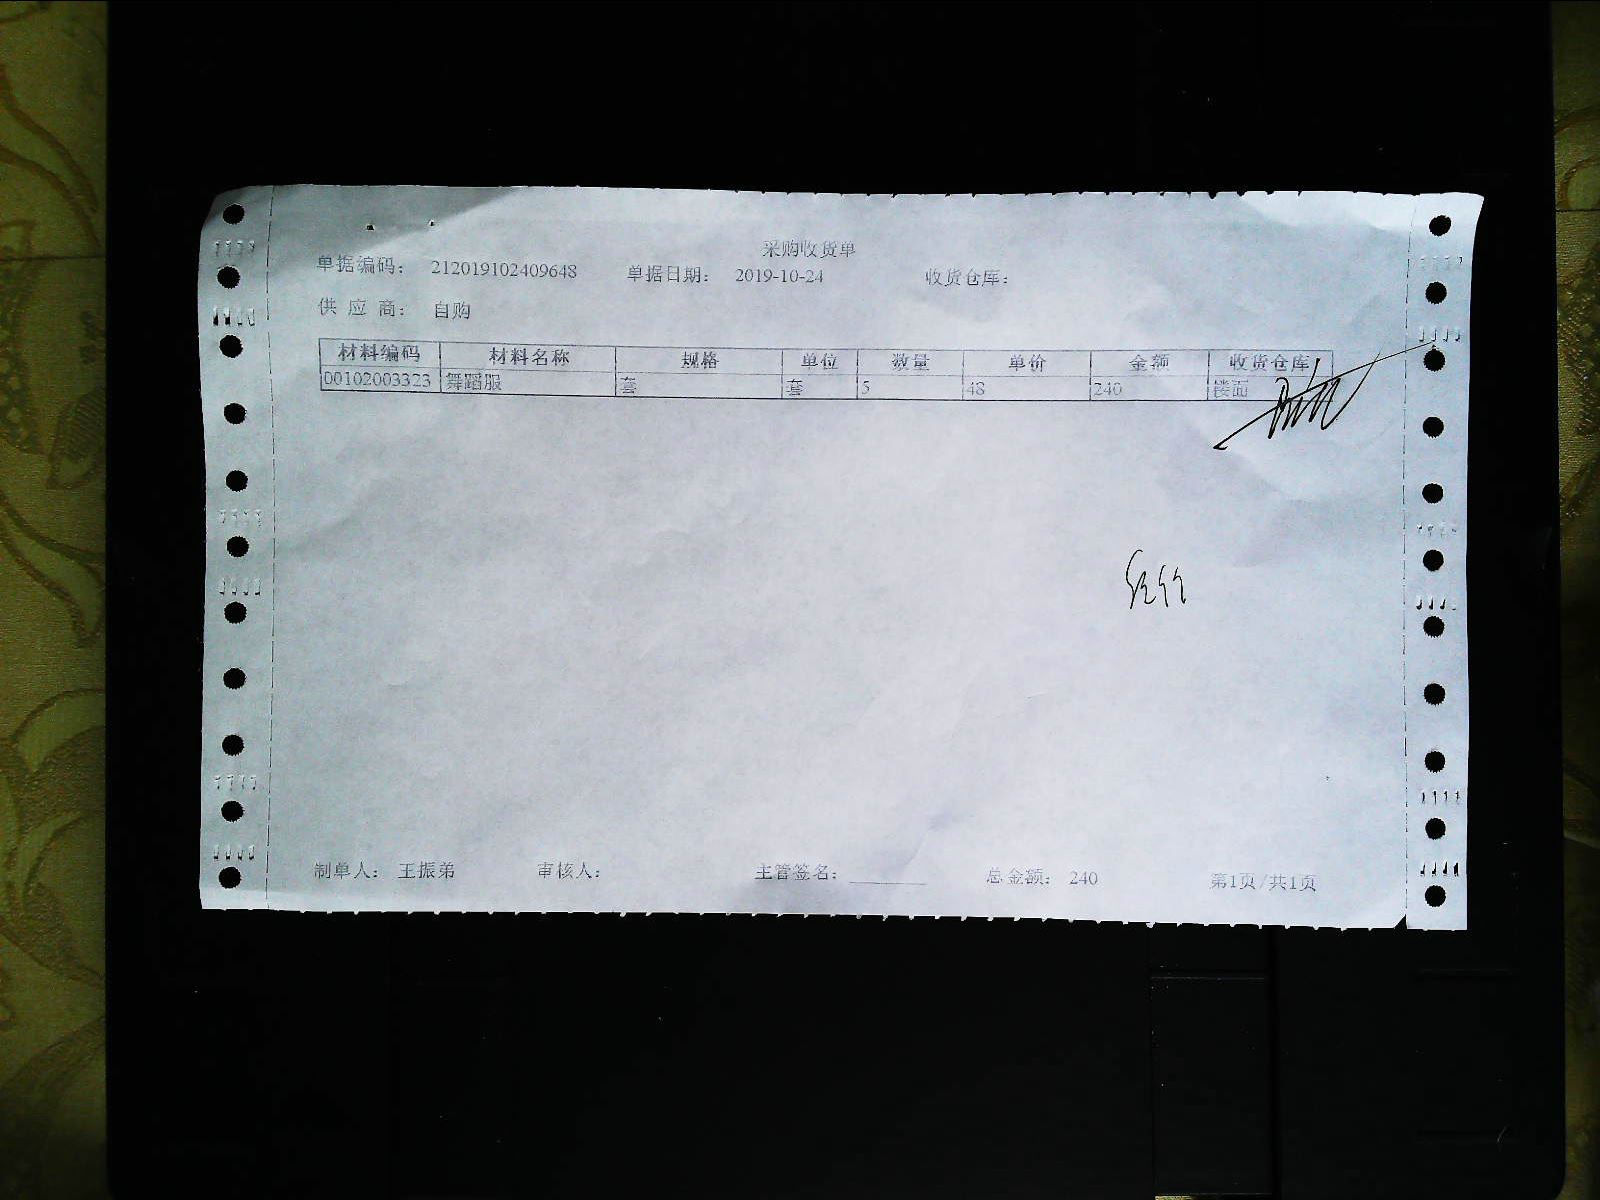 采购收货单
单据编码： 212019102409648 单据日期： 2019-10-24 收货仓库：
供 应 商： 自购
材料编码 材料名称 规格 单位 数量 单价 金额 收货仓库
00102003323 舞蹈服 套 套 5 48 240 楼面
制单人： 王振弟 审核人： 主管签名： ________ 总金额： 240 第1页/共1页